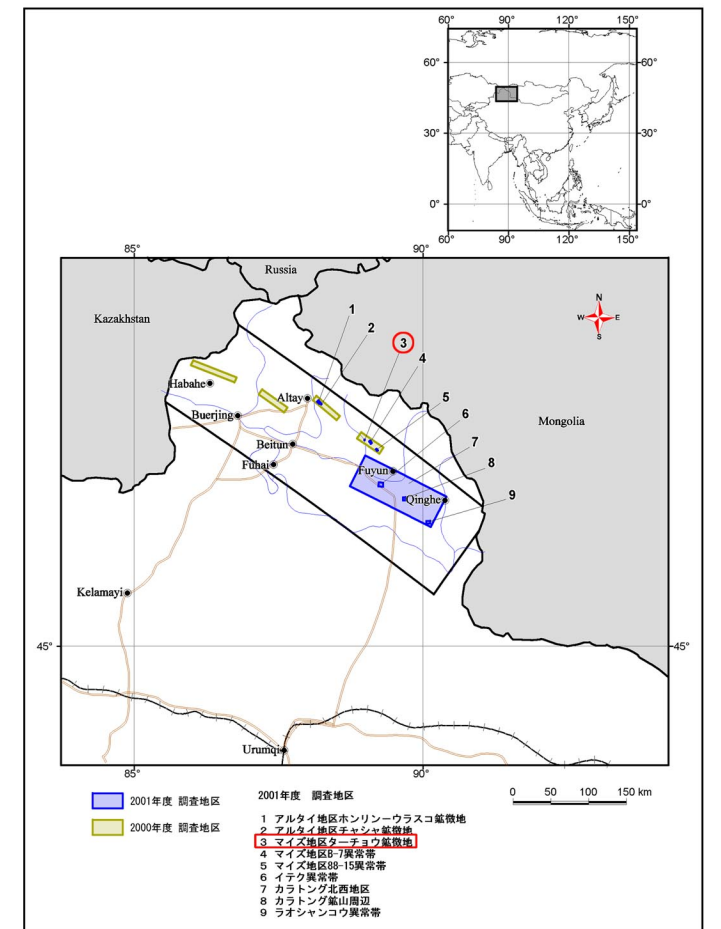 60° 90° 120° 150°
60° 60°
30° 30°
0° 0°
60° 90° 120° 150°
85° 90°
Russia
Kazakhstan
1
2
3
4
5
6
7
8
9
N
W E
S
Habahe
Altay
Buerjing
Mongolia
Beitun
Fuhai
Fuyun
Qinghe
Kelamayi
45° 45°
Urumqi
85° 90°
2001年度 調査地区
2000年度 調査地区
0 50 100 150 km
2001年度 調査地区
1 アルタイ地区ホンリンーウラスコ鉱徴地
2 アルタイ地区チャシャ鉱徴地
3 マイズ地区ターチョウ鉱徴地
4 マイズ地区B-7異常帯
5 マイズ地区88-15異常帯
6 イテク異常帯
7 カラトング北西地区
8 カラトング鉱山周辺
9 ラオシャンコウ異常帯